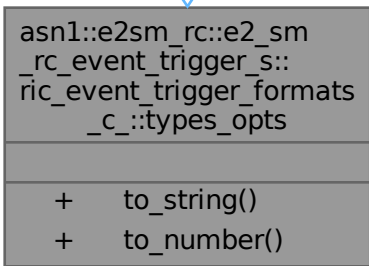 asn1::e2sm_rc::e2_sm
_rc_event_trigger_s::
ric_event_trigger_formats
_c_::types_opts
+ to_string()
+ to_number()